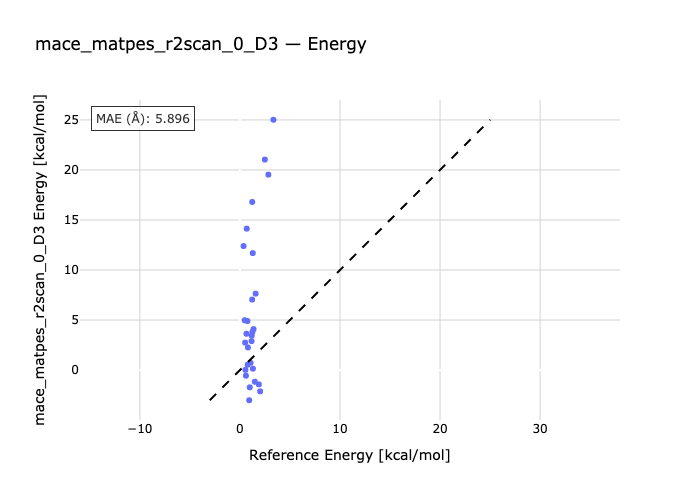 mace_matpes_r2scan_0_D3 — Energy
MAE (Å): 5.896
mace_matpes_r2scan_0_D3 Energy [kcal/mol]
25
20
15
10
5
0
−10
0
10
20
30
Reference Energy [kcal/mol]